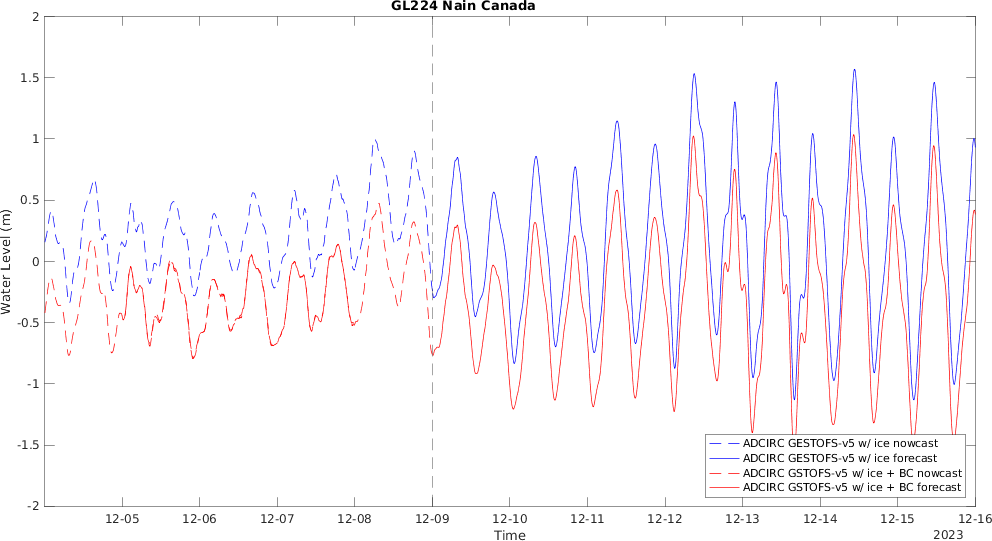 GL224 Nain Canada
2
1.5
1
0.5
0
-0.5
-1
-1.5
-2
Water Level (m)
12-05 12-06 12-07 12-08 12-09 12-10 12-11 12-12 12-13 12-14 12-15 12-16
Time
2023
ADCIRC GESTOFS-v5 w/ ice nowcast
ADCIRC GESTOFS-v5 w/ ice forecast
ADCIRC GSTOFS-v5 w/ ice + BC nowcast
ADCIRC GSTOFS-v5 w/ ice + BC forecast